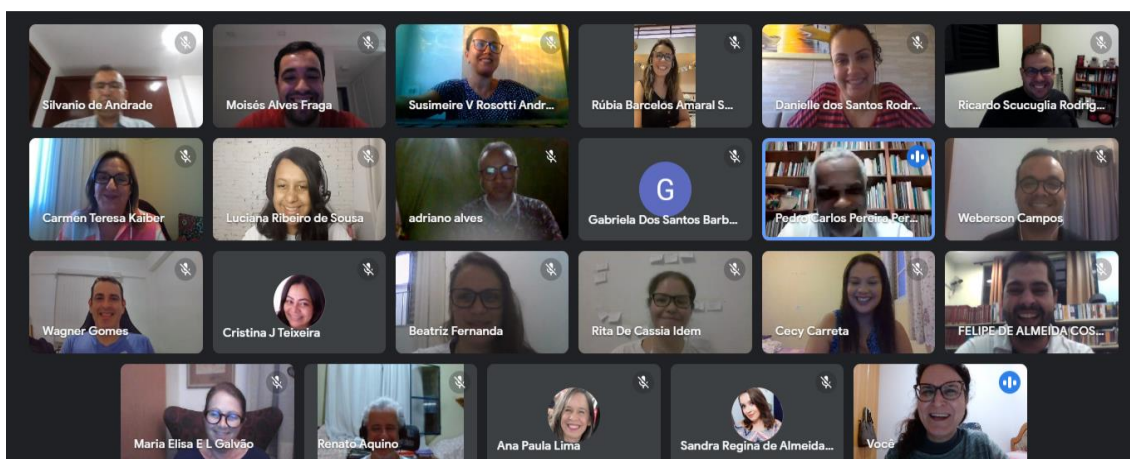 Silvanio de Andrade
Moisés Alves Fraga
Susimeire V Rosotti Andr...
Rúbia Barcelos Amaral S...
Danielle dos Santos Rodr...
Ricardo Scucuglia Rodrig...
Carmen Teresa Kaiber
Luciana Ribeiro de Sousa
adriano alves
G
Gabriela Dos Santos Barb...
Pedro Carlos Pereira Per...
Weberson Campos
Wagner Gomes
Cristina J Teixeira
Beatriz Fernanda
Rita De Cassia Idem
Cecy Carreta
FELIPE DE ALMEIDA COS...
Maria Elisa E L Galvão
Renato Aquino
Ana Paula Lima
Sandra Regina de Almeida...
Você